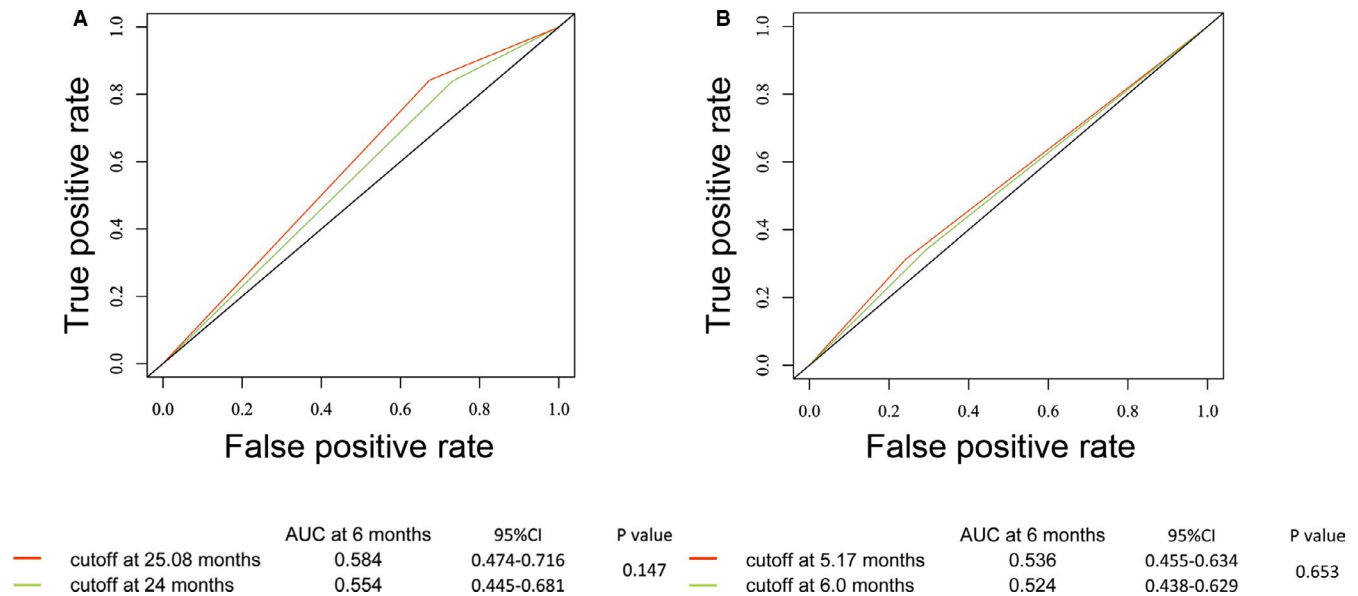 A
True positive rate
1.0
0.8
0.6
0.4
0.2
0.0
0.0 0.2 0.4 0.6 0.8 1.0
False positive rate
AUC at 6 months 95%CI P value
cutoff at 25.08 months 0.584 0.474-0.716
0.147
cutoff at 24 months 0.554 0.445-0.681
B
True positive rate
1.0
0.8
0.6
0.4
0.2
0.0
0.0 0.2 0.4 0.6 0.8 1.0
False positive rate
AUC at 6 months 95%CI P value
cutoff at 5.17 months 0.536 0.455-0.634
0.653
cutoff at 6.0 months 0.524 0.438-0.629